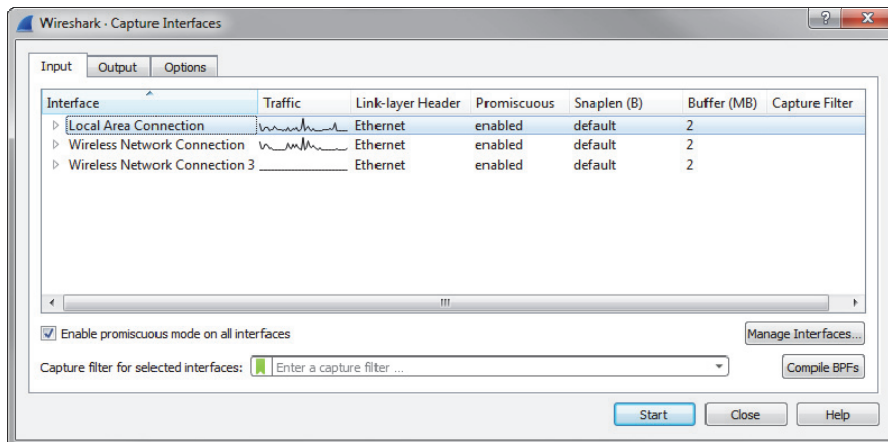 Wireshark · Capture Interfaces
Input Output Options
Interface Traffic Link-layer Header Promiscuous Snaplen (B) Buffer (MB) Capture Filter
Local Area Connection Ethernet enabled default 2
Wireless Network Connection Ethernet enabled default 2
Wireless Network Connection 3 Ethernet enabled default 2
Enable promiscuous mode on all interfaces Manage Interfaces...
Capture filter for selected interfaces: Enter a capture filter ... Compile BPFs
Start Close Help